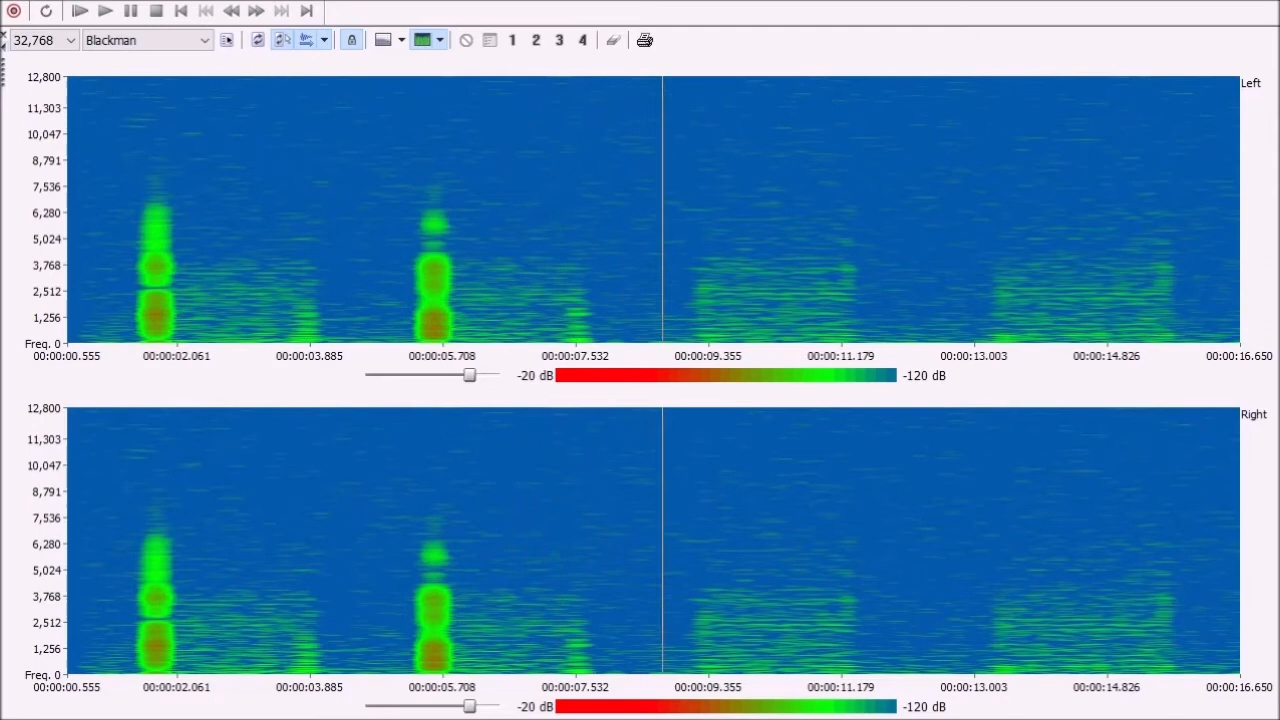 32,768 Blackman 1 2 3 4
12,800 Left
11,303
10,047
8,791
7,536
6,280
5,024
3,768
2,512
1,256
Freq. 0
00:00:00.555 00:00:02.061 00:00:03.885 00:00:05.708 00:00:07.532 00:00:09.355 00:00:11.179 00:00:13.003 00:00:14.826 00:00:16.650
-20 dB -120 dB
12,800 Right
11,303
10,047
8,791
7,536
6,280
5,024
3,768
2,512
1,256
Freq. 0
00:00:00.555 00:00:02.061 00:00:03.885 00:00:05.708 00:00:07.532 00:00:09.355 00:00:11.179 00:00:13.003 00:00:14.826 00:00:16.650
-20 dB -120 dB